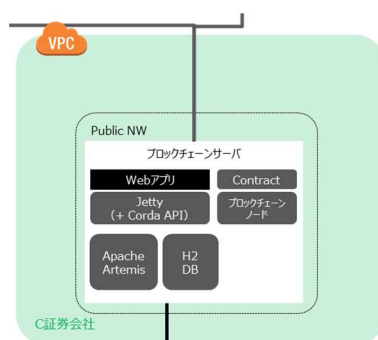 VPC
Public NW
ブロックチェーンサーバ
Webアプリ
Contract
Jetty
(+ Corda API)
ブロックチェーン
ノード
Apache
Artemis
H2
DB
C証券会社